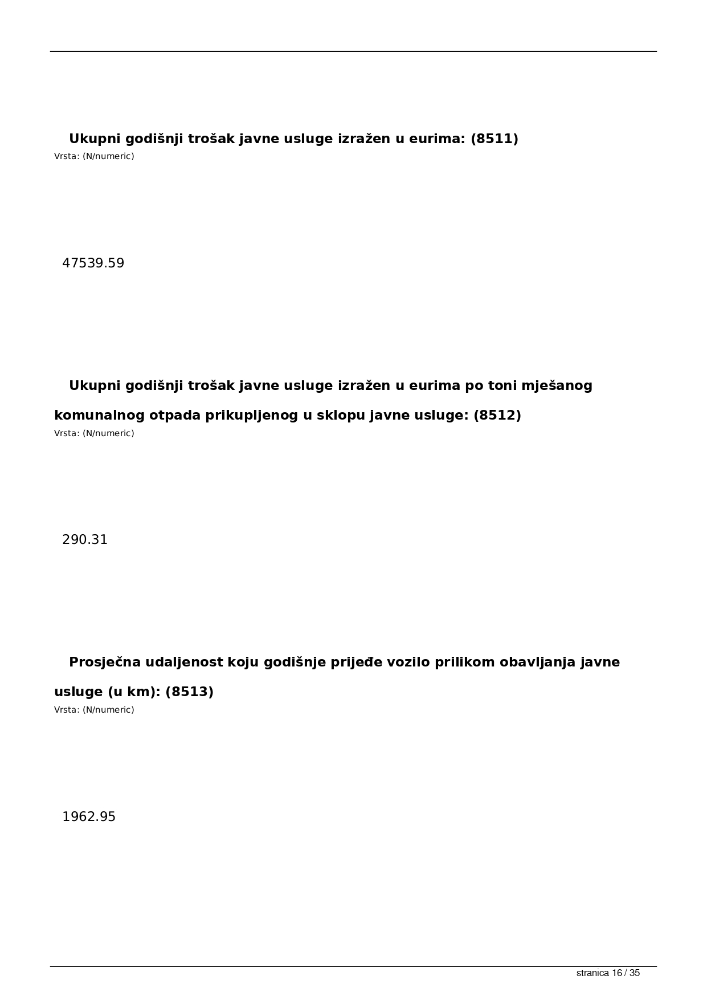 Ukupni godišnji trošak javne usluge izražen u eurima: (8511)
Vrsta: (N/numeric)
47539.59
Ukupni godišnji trošak javne usluge izražen u eurima po toni mješanog
komunalnog otpada prikupljenog u sklopu javne usluge: (8512)
Vrsta: (N/numeric)
290.31
Prosječna udaljenost koju godišnje prijeđe vozilo prilikom obavljanja javne
usluge (u km): (8513)
Vrsta: (N/numeric)
1962.95
stranica 16 / 35